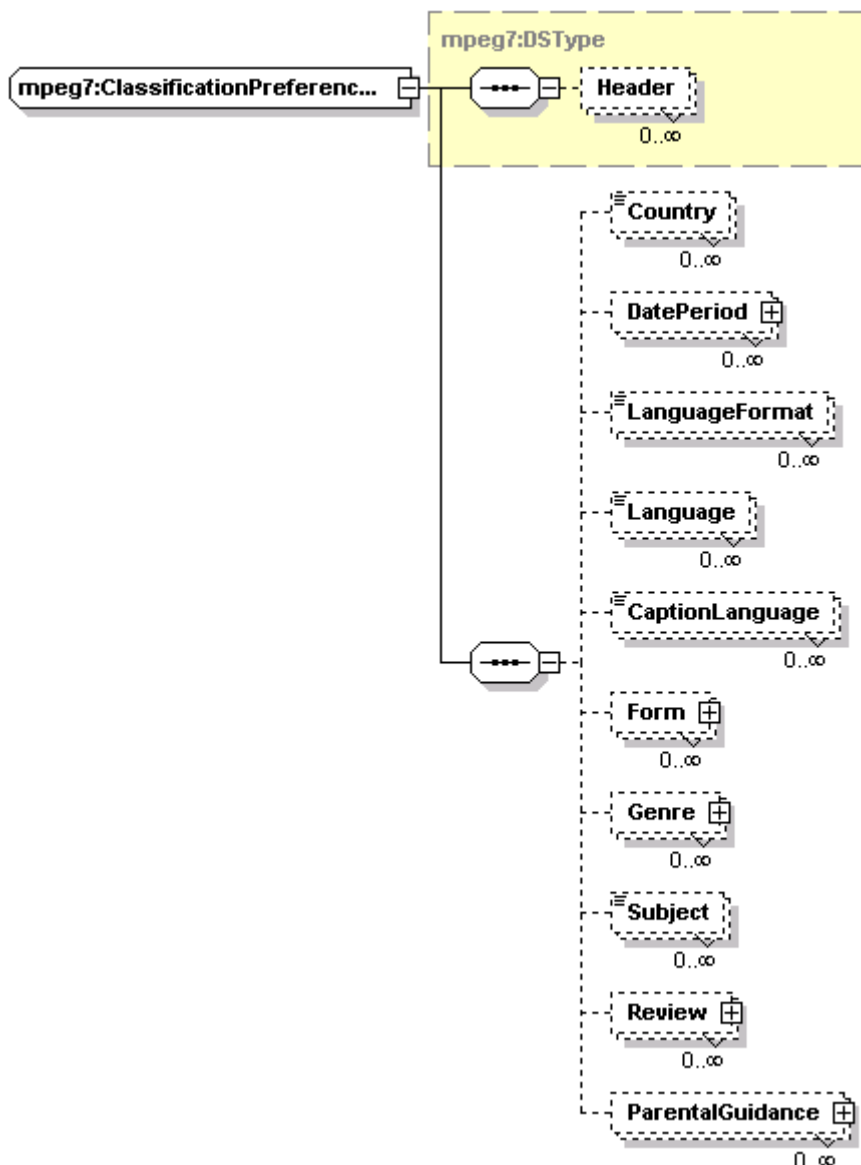 mpeg7:DSType
mpeg7:ClassificationPreferenc...
Header
0..∞
Country
0..∞
DatePeriod
0..∞
LanguageFormat
0..∞
Language
0..∞
CaptionLanguage
0..∞
Form
0..∞
Genre
0..∞
Subject
0..∞
Review
0..∞
ParentalGuidance
0..∞